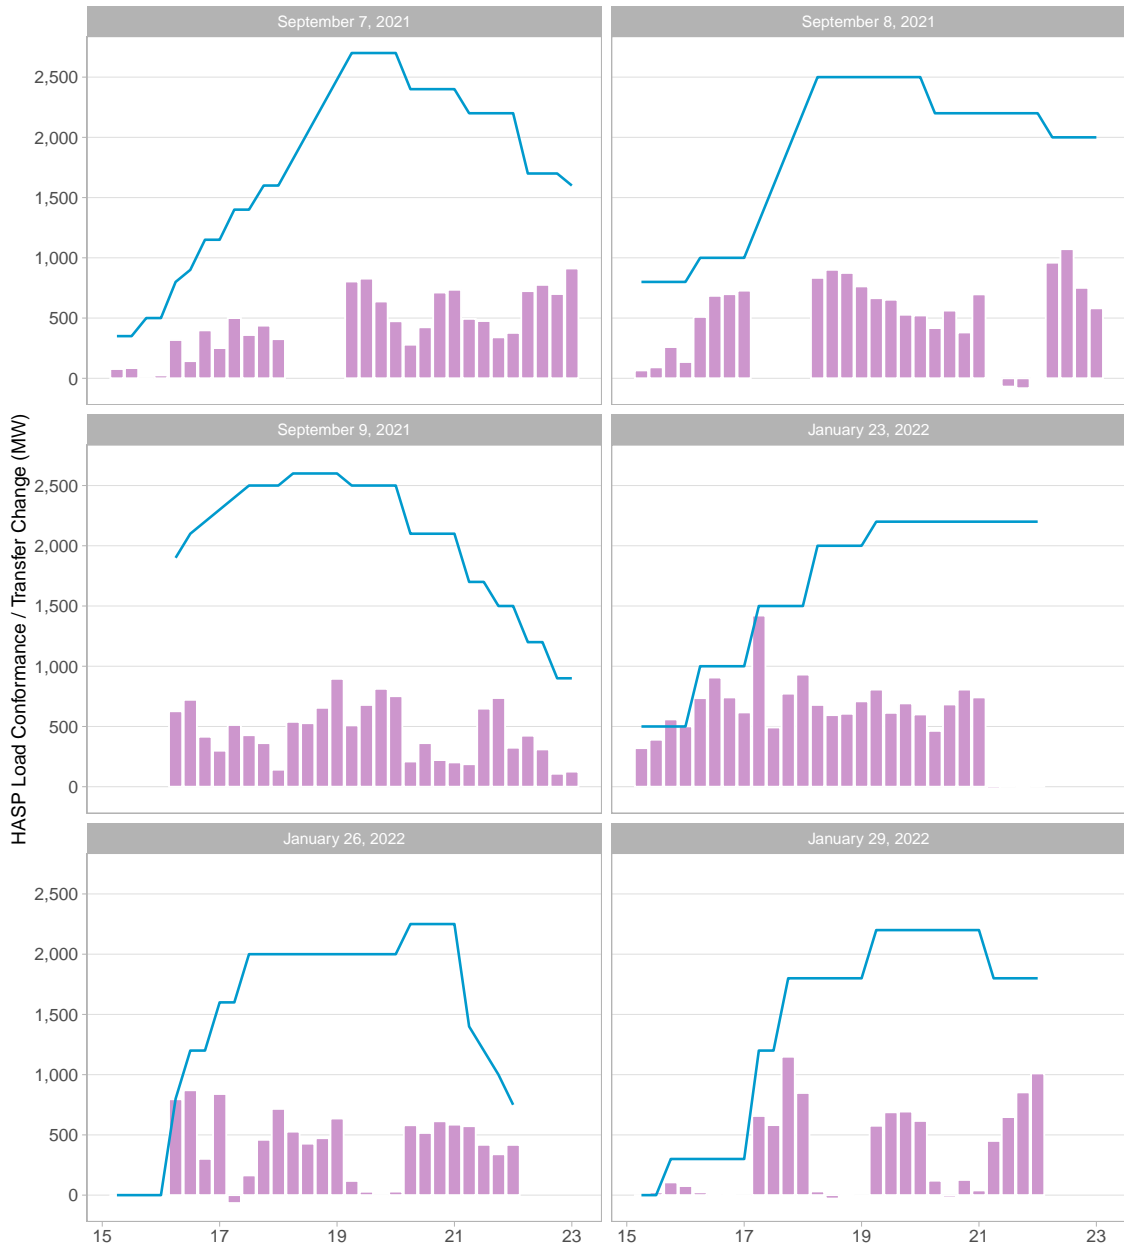 September 7, 2021
September 8, 2021
2,500
2,000
1,500
1,000
500
0
September 9, 2021
January 23, 2022
2,500
2,000
1,500
1,000
500
0
HASP Load Conformance / Transfer Change (MW)
January 26, 2022
January 29, 2022
2,500
2,000
1,500
1,000
500
0
15 17 19 21 23 15 17 19 21 23